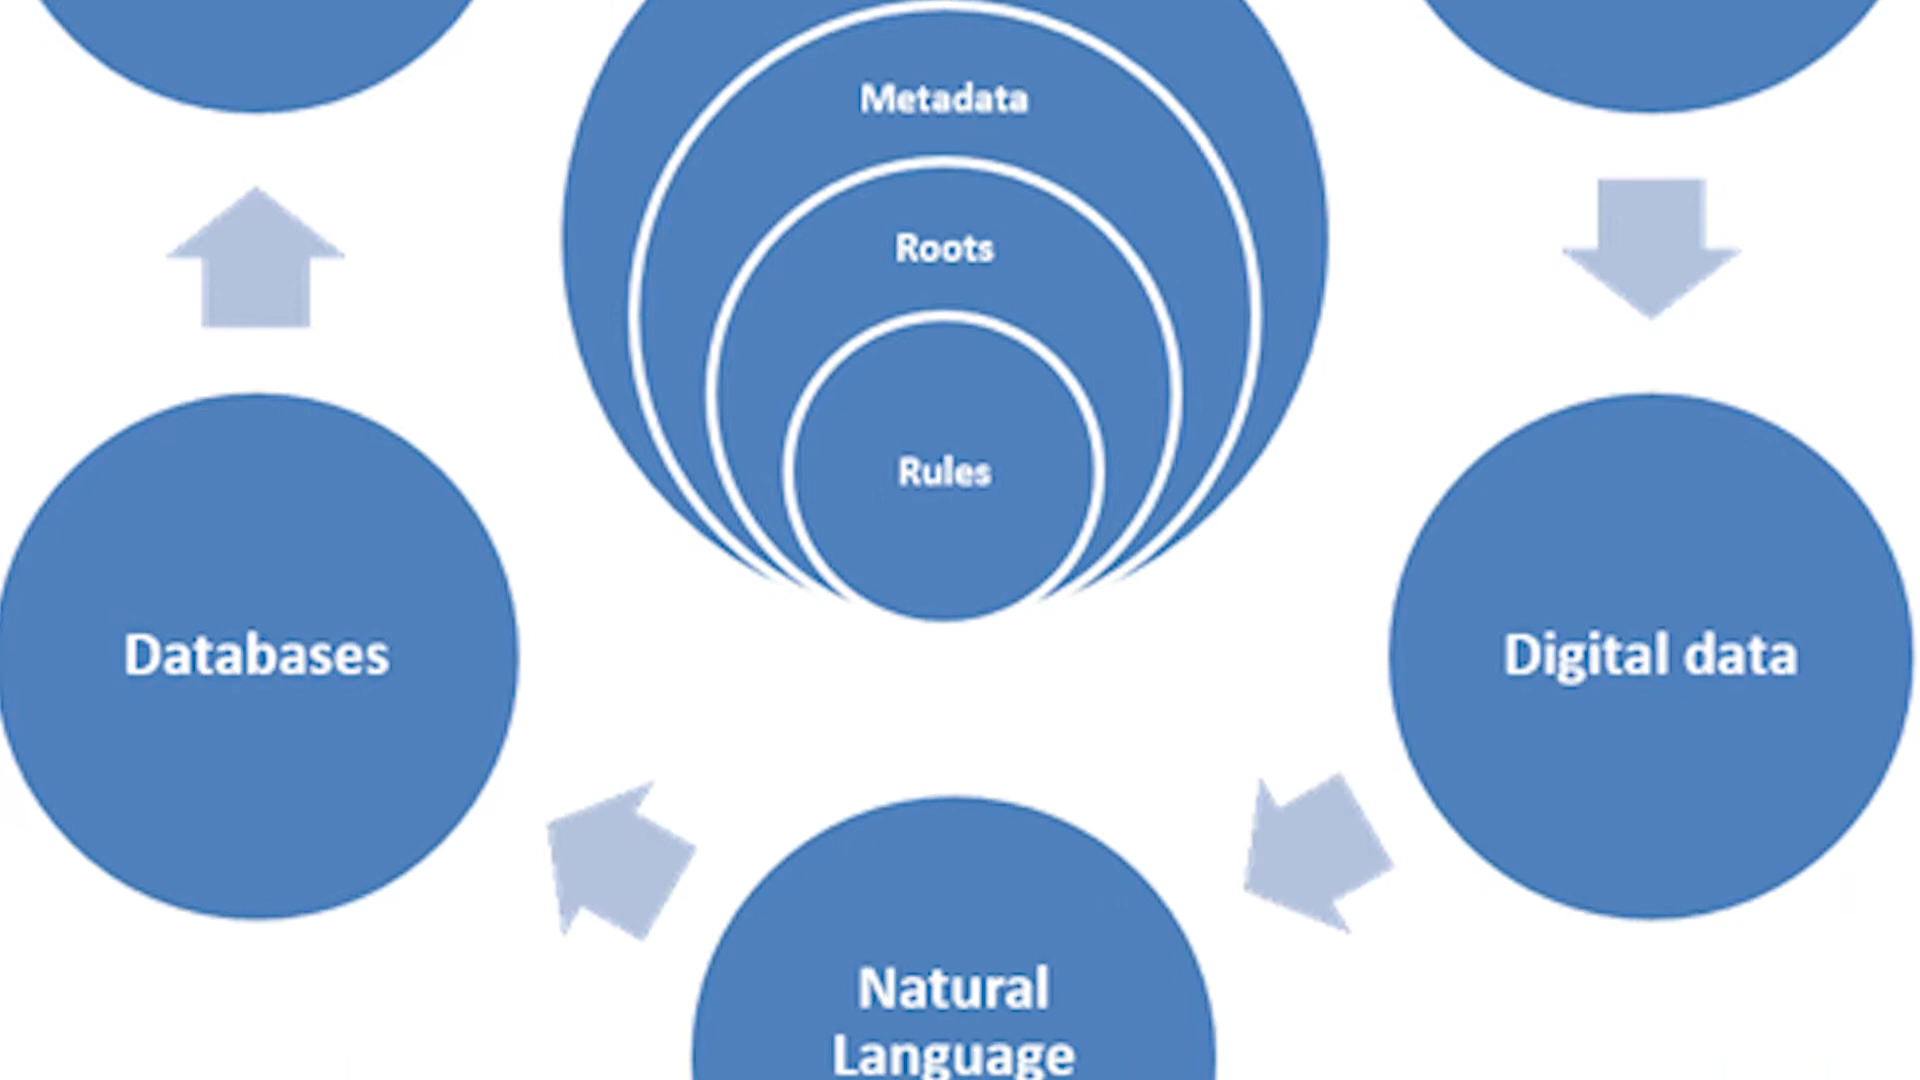 Metadata
Roots
Rules
Databases
Digital data
Natural
Language